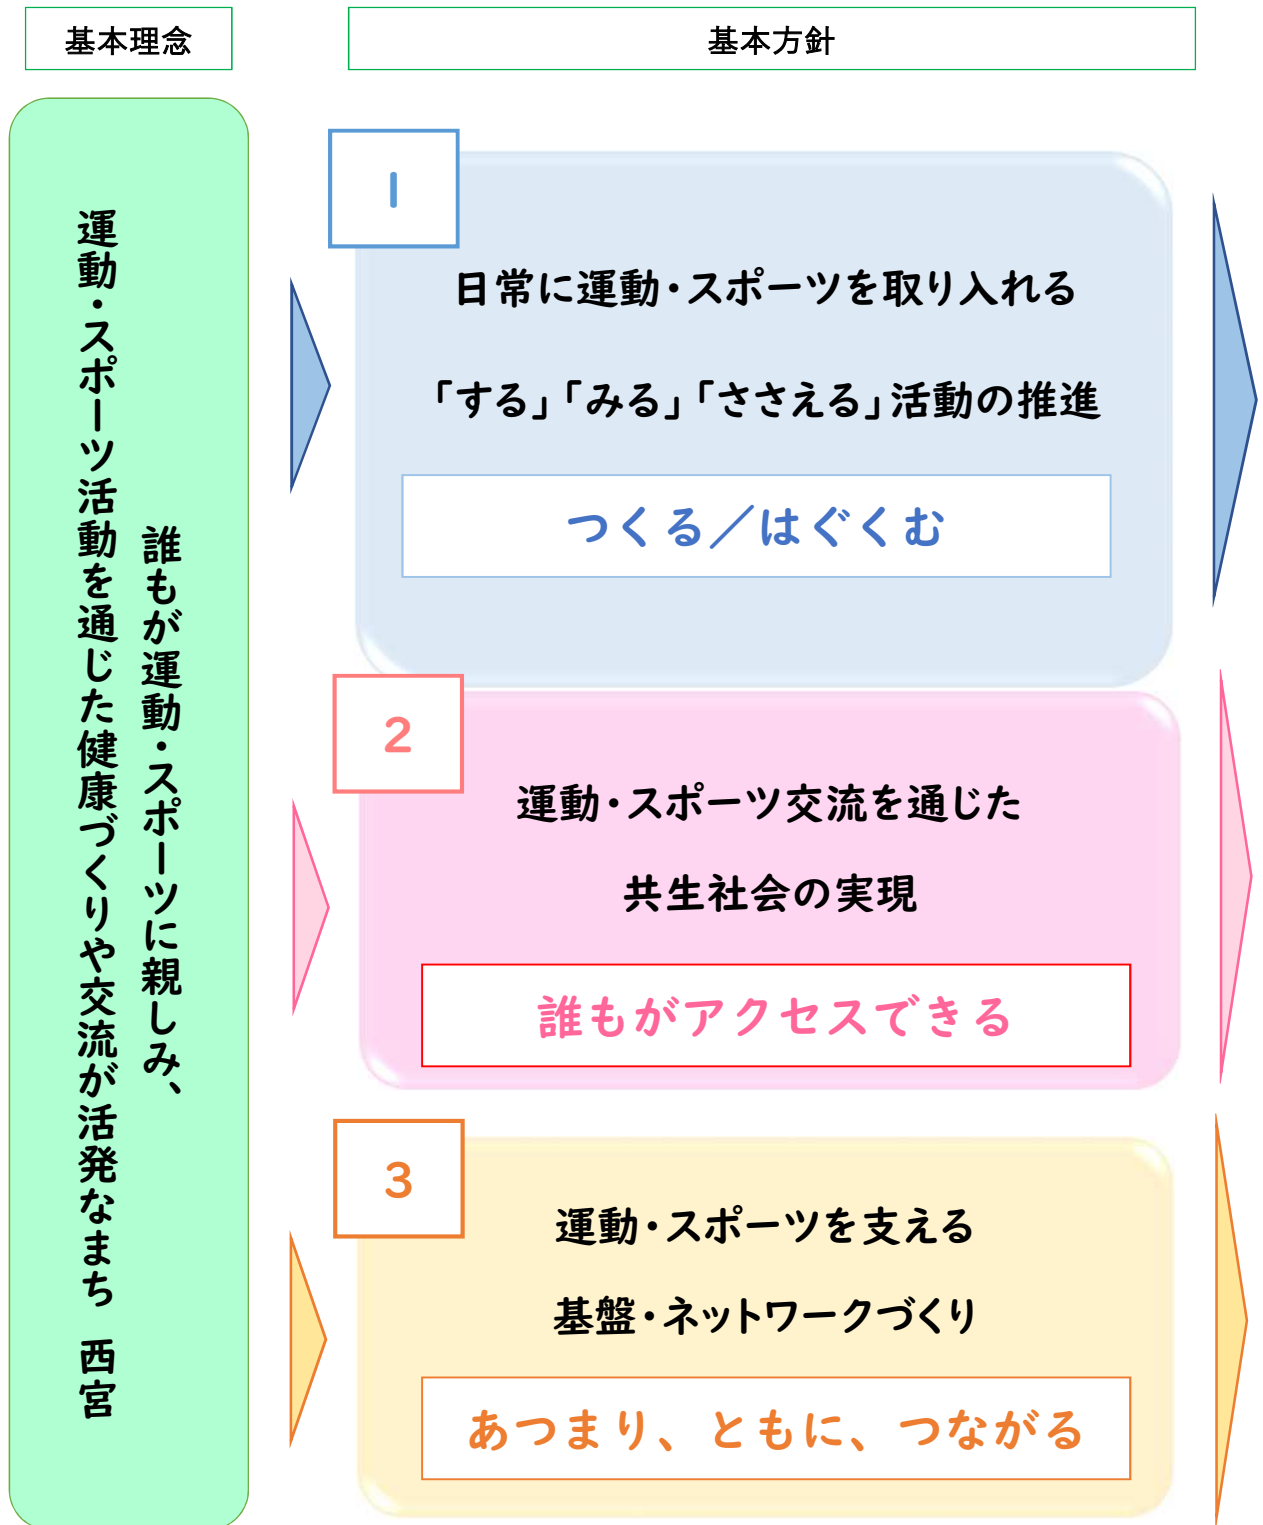 基本理念
基本方針
誰もが運動・スポーツに親しみ、
運動・スポーツ活動を通じた健康づくりや交流が活発なまち 西宮
1
日常に運動・スポーツを取り入れる
「する」「みる」「ささえる」活動の推進
つくる／はぐくむ
2
運動・スポーツ交流を通じた
共生社会の実現
誰もがアクセスできる
3
運動・スポーツを支える
基盤・ネットワークづくり
あつまり、ともに、つながる